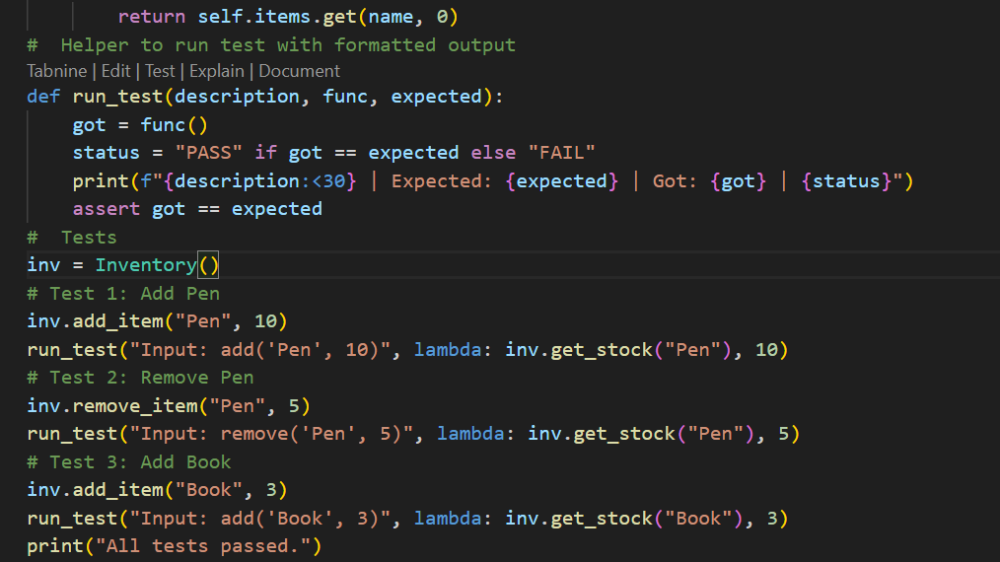 return self.items.get(name, 0)
#  Helper to run test with formatted output
Tabnine | Edit | Test | Explain | Document
def run_test(description, func, expected):
    got = func()
    status = "PASS" if got == expected else "FAIL"
    print(f"{description:<30} | Expected: {expected} | Got: {got} | {status}")
    assert got == expected
#  Tests
inv = Inventory()
# Test 1: Add Pen
inv.add_item("Pen", 10)
run_test("Input: add('Pen', 10)", lambda: inv.get_stock("Pen"), 10)
# Test 2: Remove Pen
inv.remove_item("Pen", 5)
run_test("Input: remove('Pen', 5)", lambda: inv.get_stock("Pen"), 5)
# Test 3: Add Book
inv.add_item("Book", 3)
run_test("Input: add('Book', 3)", lambda: inv.get_stock("Book"), 3)
print("All tests passed.")